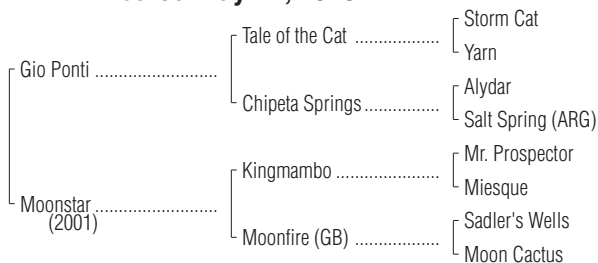 Tale of the Cat ..................
Storm Cat
Yarn
Gio Ponti ..........................
Chipeta Springs................
Alydar
Salt Spring (ARG)
Moonstar ..........................
(2001)
Kingmambo ......................
Mr. Prospector
Miesque
Moonfire (GB) ..................
Sadler's Wells
Moon Cactus